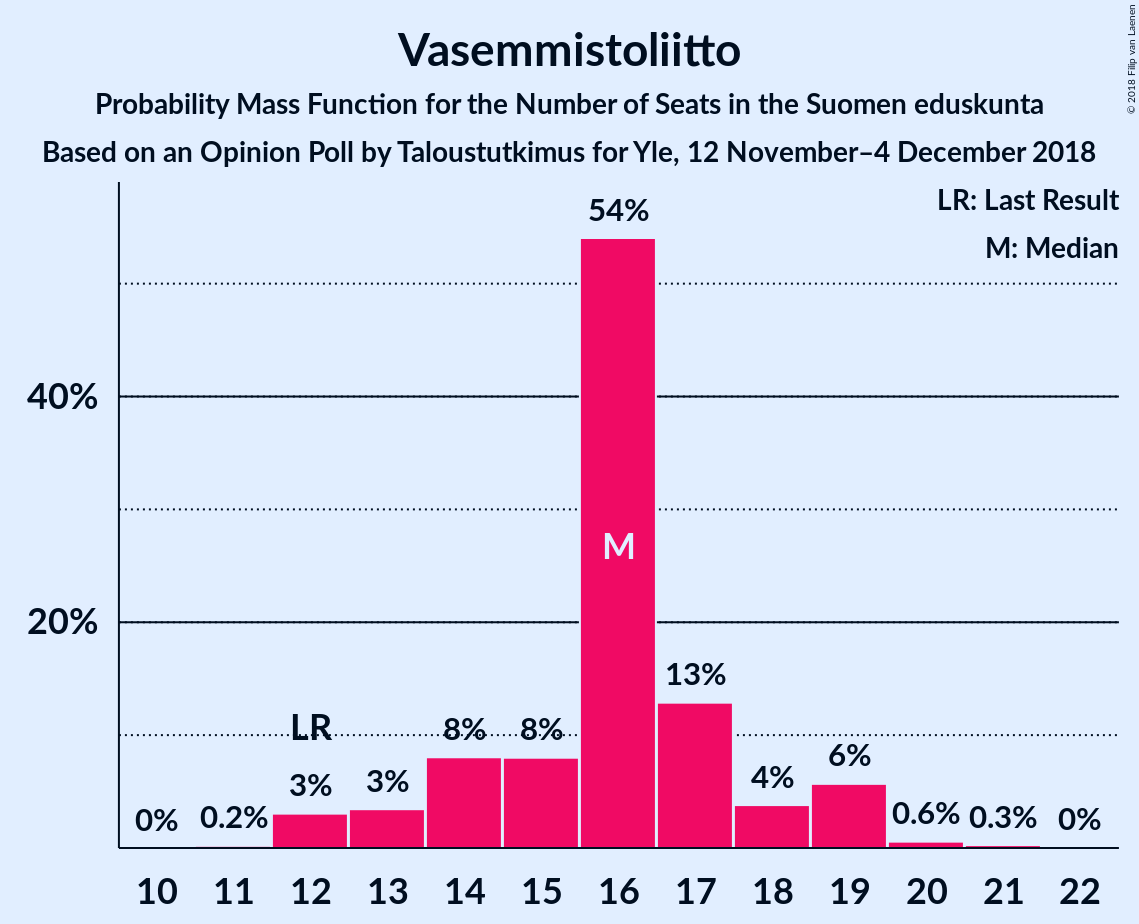 Vasemmistoliitto
Probability Mass Function for the Number of Seats in the Suomen eduskunta
Based on an Opinion Poll by Taloustutkimus for Yle, 12 November–4 December 2018
© 2018 Filip van Laenen
LR: Last Result
M: Median
54%
40%
M
20%
13%
LR
8%
8%
6%
3%
3%
4%
0%
0.2%
0.6%
0.3%
0%
10 11 12 13 14 15 16 17 18 19 20 21 22